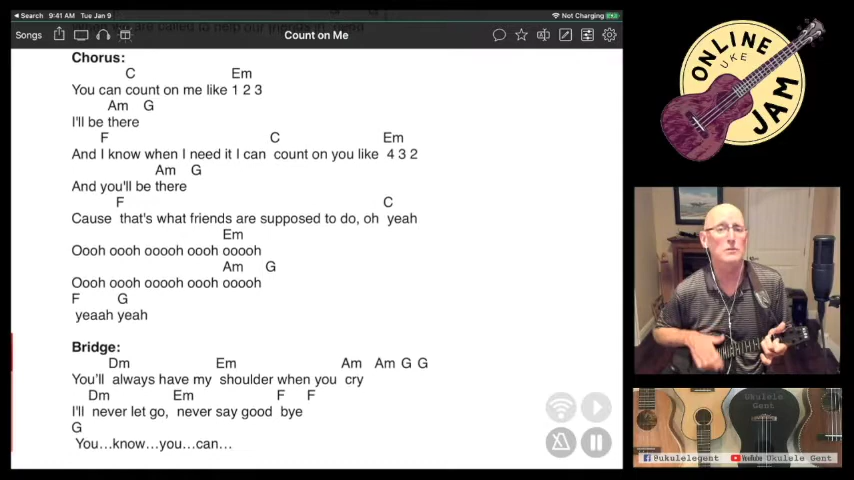 Search 9:41 AM Tue Jan 9
Not Charging
Songs
Count on Me
Chorus:
C Em
You can count on me like 1 2 3
Am G
I'll be there
F C Em
And I know when I need it I can count on you like 4 3 2
Am G
And you'll be there
F C
Cause that's what friends are supposed to do, oh yeah
Em
Oooh oooh ooooh oooh ooooh
Am G
Oooh oooh ooooh oooh ooooh
F G
yeaah yeah
Bridge:
Dm Em Am Am G G
You'll always have my shoulder when you cry
Dm Em F F
I'll never let go, never say good bye
G
You…know…you…can…
ONLINE
UKE
JAM
Ukulele
Gent
@ukulelegent
YouTube Ukulele Gent